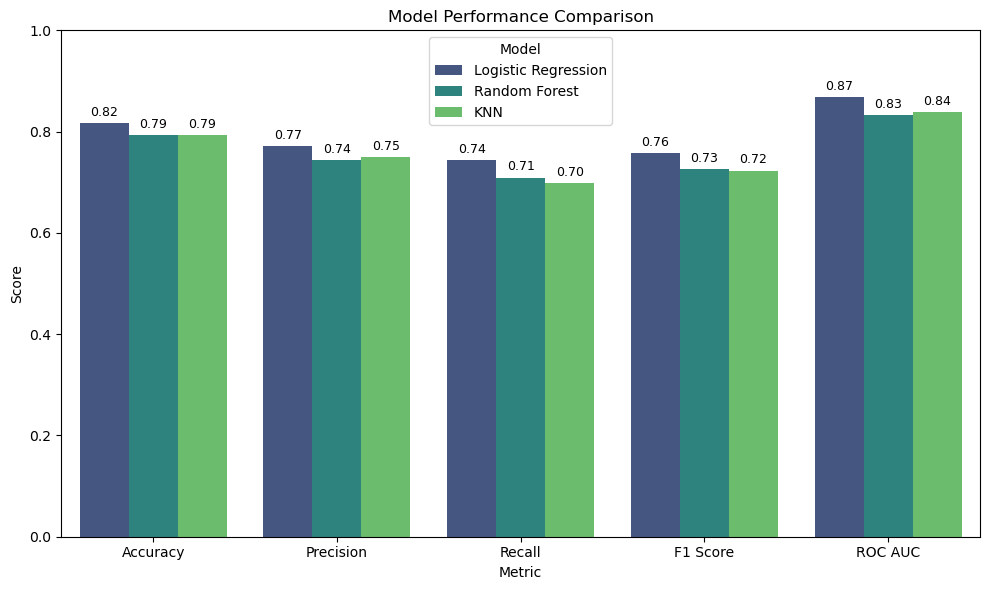 Model Performance Comparison
Model
Logistic Regression
Random Forest
KNN
Score
1.0
0.8
0.6
0.4
0.2
0.0
0.82 0.79 0.79
0.77 0.74 0.75
0.74 0.71 0.70
0.76 0.73 0.72
0.87 0.83 0.84
Accuracy Precision Recall F1 Score ROC AUC
Metric